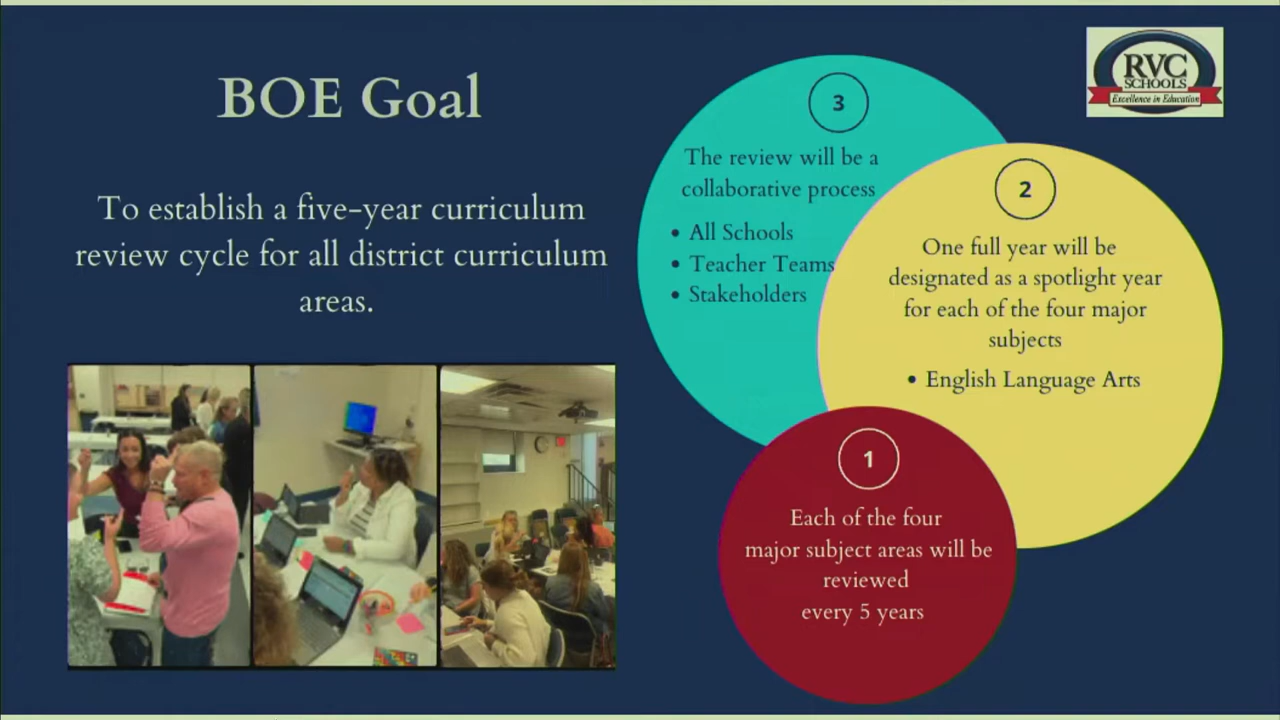 BOE Goal
To establish a five-year curriculum
review cycle for all district curriculum
areas.
RVC
SCHOOLS
Excellence in Education
3
The review will be a
collaborative process
• All Schools
• Teacher Teams
• Stakeholders
2
One full year will be
designated as a spotlight year
for each of the four major
subjects
• English Language Arts
1
Each of the four
major subject areas will be
reviewed
every 5 years